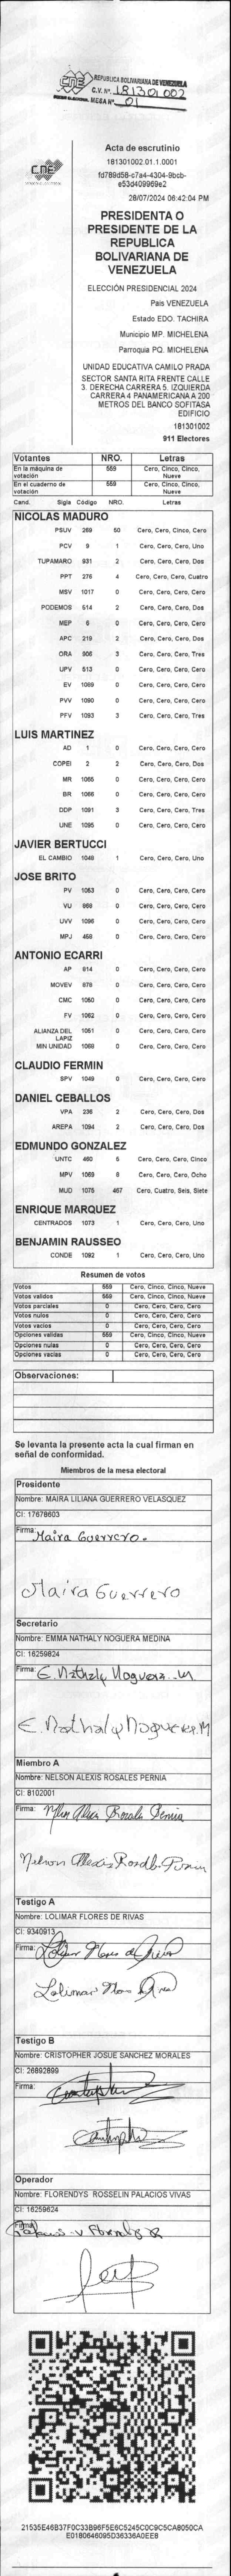 CNE
REPUBLICA BOLIVARIANA DE VENEZUELA
C.V. Nº. 181301002
MESA Nº 01
CNE
Acta de escrutinio
181301002.01.1.0001
fd789d58-c7a4-4304-9bcb-
e53d409969e2
28/07/2024 06:42:04 PM
PRESIDENTA O
PRESIDENTE DE LA
REPUBLICA
BOLIVARIANA DE
VENEZUELA
ELECCIÓN PRESIDENCIAL 2024
Pais VENEZUELA
Estado EDO. TACHIRA
Municipio MP. MICHELENA
Parroquia PQ. MICHELENA
UNIDAD EDUCATIVA CAMILO PRADA
SECTOR SANTA RITA FRENTE CALLE
3. DERECHA CARRERA 5. IZQUIERDA
CARRERA 4 PANAMERICANA A 200
METROS DEL BANCO SOFITASA
EDIFICIO
181301002
911 Electores
Votantes NRO. Letras
En la máquina de votación 559 Cero, Cinco, Cinco, Nueve
En el cuaderno de votación 559 Cero, Cinco, Cinco, Nueve
Cand. Sigla Código NRO. Letras
NICOLAS MADURO
PSUV 269 50 Cero, Cero, Cinco, Cero
PCV 9 1 Cero, Cero, Cero, Uno
TUPAMARO 931 2 Cero, Cero, Cero, Dos
PPT 276 4 Cero, Cero, Cero, Cuatro
MSV 1017 0 Cero, Cero, Cero, Cero
PODEMOS 514 2 Cero, Cero, Cero, Dos
MEP 6 0 Cero, Cero, Cero, Cero
APC 219 2 Cero, Cero, Cero, Dos
ORA 906 3 Cero, Cero, Cero, Tres
UPV 513 0 Cero, Cero, Cero, Cero
EV 1089 0 Cero, Cero, Cero, Cero
PVV 1090 0 Cero, Cero, Cero, Cero
PFV 1093 3 Cero, Cero, Cero, Tres
LUIS MARTINEZ
AD 1 0 Cero, Cero, Cero, Cero
COPEI 2 2 Cero, Cero, Cero, Dos
MR 1065 0 Cero, Cero, Cero, Cero
BR 1066 0 Cero, Cero, Cero, Cero
DDP 1091 3 Cero, Cero, Cero, Tres
UNE 1095 0 Cero, Cero, Cero, Cero
JAVIER BERTUCCI
EL CAMBIO 1048 1 Cero, Cero, Cero, Uno
JOSE BRITO
PV 1053 0 Cero, Cero, Cero, Cero
VU 868 0 Cero, Cero, Cero, Cero
UVV 1096 0 Cero, Cero, Cero, Cero
MPJ 458 0 Cero, Cero, Cero, Cero
ANTONIO ECARRI
AP 814 0 Cero, Cero, Cero, Cero
MOVEV 878 0 Cero, Cero, Cero, Cero
CMC 1050 0 Cero, Cero, Cero, Cero
FV 1062 0 Cero, Cero, Cero, Cero
ALIANZA DEL LAPIZ 1051 0 Cero, Cero, Cero, Cero
MIN UNIDAD 1068 0 Cero, Cero, Cero, Cero
CLAUDIO FERMIN
SPV 1049 0 Cero, Cero, Cero, Cero
DANIEL CEBALLOS
VPA 236 2 Cero, Cero, Cero, Dos
AREPA 1094 2 Cero, Cero, Cero, Dos
EDMUNDO GONZALEZ
UNTC 460 5 Cero, Cero, Cero, Cinco
MPV 1069 8 Cero, Cero, Cero, Ocho
MUD 1075 467 Cero, Cuatro, Seis, Siete
ENRIQUE MARQUEZ
CENTRADOS 1073 1 Cero, Cero, Cero, Uno
BENJAMIN RAUSSEO
CONDE 1092 1 Cero, Cero, Cero, Uno
Resumen de votos
Votos 559 Cero, Cinco, Cinco, Nueve
Votos validos 559 Cero, Cinco, Cinco, Nueve
Votos parciales 0 Cero, Cero, Cero, Cero
Votos nulos 0 Cero, Cero, Cero, Cero
Votos vacios 0 Cero, Cero, Cero, Cero
Opciones validas 559 Cero, Cinco, Cinco, Nueve
Opciones nulas 0 Cero, Cero, Cero, Cero
Opciones vacias 0 Cero, Cero, Cero, Cero
Observaciones:
Se levanta la presente acta la cual firman en
señal de conformidad.
Miembros de la mesa electoral
Presidente
Nombre: MAIRA LILIANA GUERRERO VELASQUEZ
CI: 17678603
Firma: Maira Guerrero.
Maira Guerrero
Secretario
Nombre: EMMA NATHALY NOGUERA MEDINA
CI: 16259824
Firma: E. Nathaly Noguera. M
E. Nathaly Noguera. M
Miembro A
Nombre: NELSON ALEXIS ROSALES PERNIA
CI: 8102001
Firma: Nelson Alexis Rosales Pernia
Nelson Alexis Rosales Pernia
Testigo A
Nombre: LOLIMAR FLORES DE RIVAS
CI: 9340913
Firma: Lolimar Flores de Rivas
Lolimar Flores
Testigo B
Nombre: CRISTOPHER JOSUE SANCHEZ MORALES
CI: 26892899
Firma:
Operador
Nombre: FLORENDYS ROSSELIN PALACIOS VIVAS
CI: 16259624
Firma: Palacios V
21535E46B37F0C33B96F5E6C5245C0C9C5CA8050CA
E0180646095D36336A0EE8